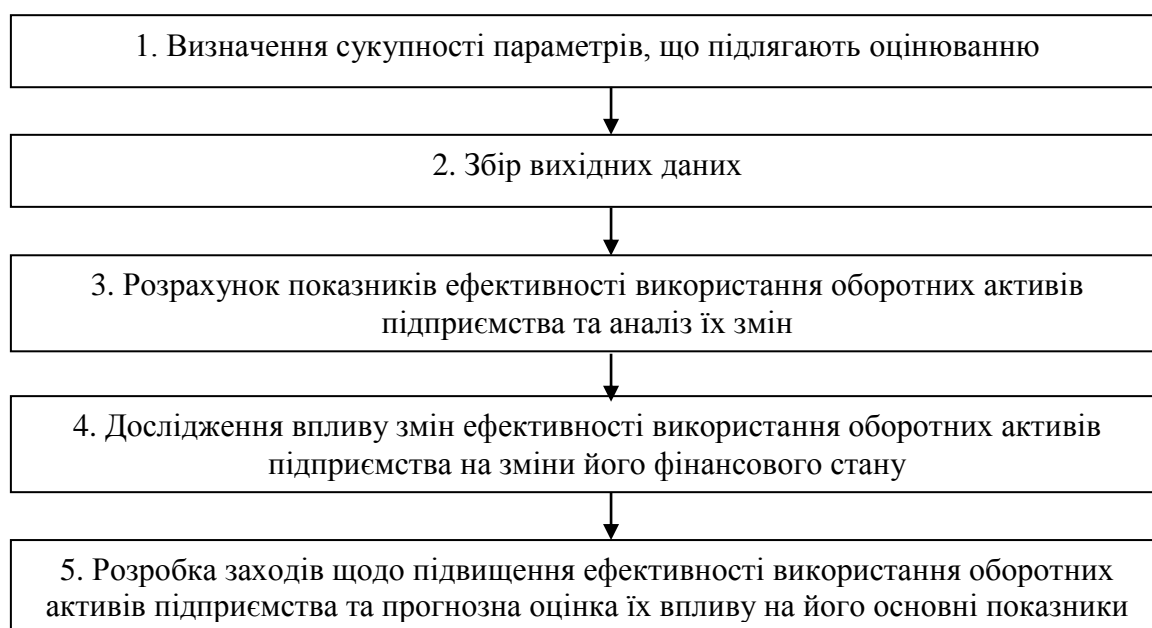 1. Визначення сукупності параметрів, що підлягають оцінюванню
2. Збір вихідних даних
3. Розрахунок показників ефективності використання оборотних активів
підприємства та аналіз їх змін
4. Дослідження впливу змін ефективності використання оборотних активів
підприємства на зміни його фінансового стану
5. Розробка заходів щодо підвищення ефективності використання оборотних
активів підприємства та прогнозна оцінка їх впливу на його основні показники